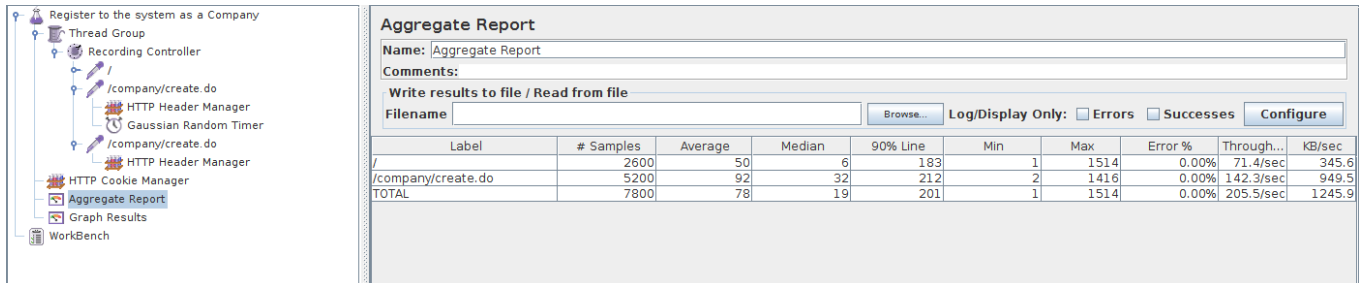 Register to the system as a Company
Thread Group
Recording Controller
/
/company/create.do
HTTP Header Manager
Gaussian Random Timer
/company/create.do
HTTP Header Manager
HTTP Cookie Manager
Aggregate Report
Graph Results
WorkBench
Aggregate Report
Name: Aggregate Report
Comments:
Write results to file / Read from file
Filename Browse... Log/Display Only: Errors Successes Configure
Label # Samples Average Median 90% Line Min Max Error % Through... KB/sec
/ 2600 50 6 183 1 1514 0.00% 71.4/sec 345.6
/company/create.do 5200 92 32 212 2 1416 0.00% 142.3/sec 949.5
TOTAL 7800 78 19 201 1 1514 0.00% 205.5/sec 1245.9